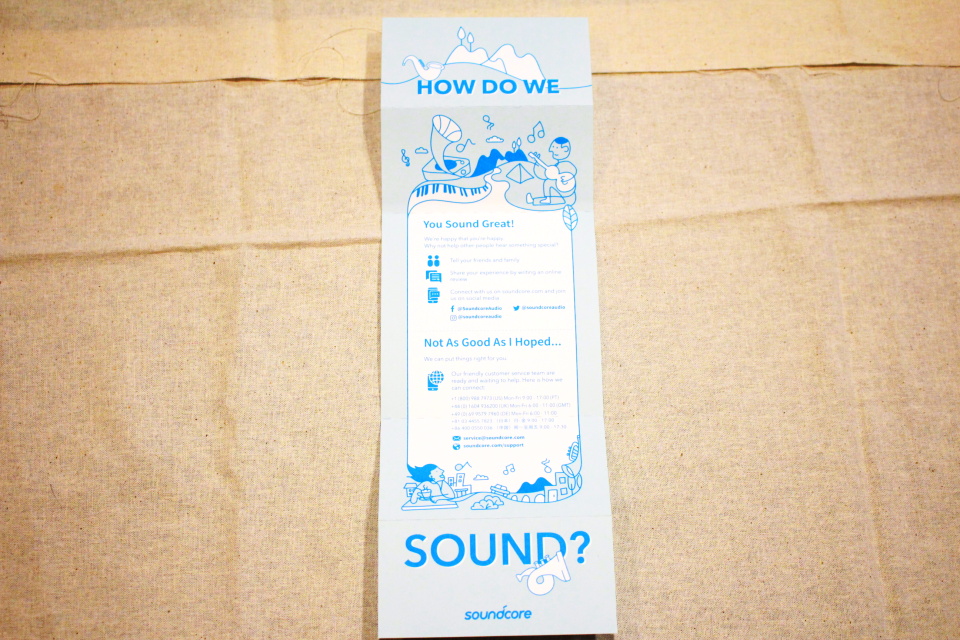 HOW DO WE
You Sound Great!
We're happy that you're happy.
Why not help other people hear something special?
Tell your friends and family
Share your experience by writing an online
review
Connect with us on soundcore.com and join
us on social media
@SoundcoreAudio @soundcoreaudio
@soundcoreaudio
Not As Good As I Hoped...
We can put things right for you.
Our friendly customer service team are
ready and waiting to help. Here is how we
can connect:
service@soundcore.com
soundcore.com/support
SOUND?
soundcore